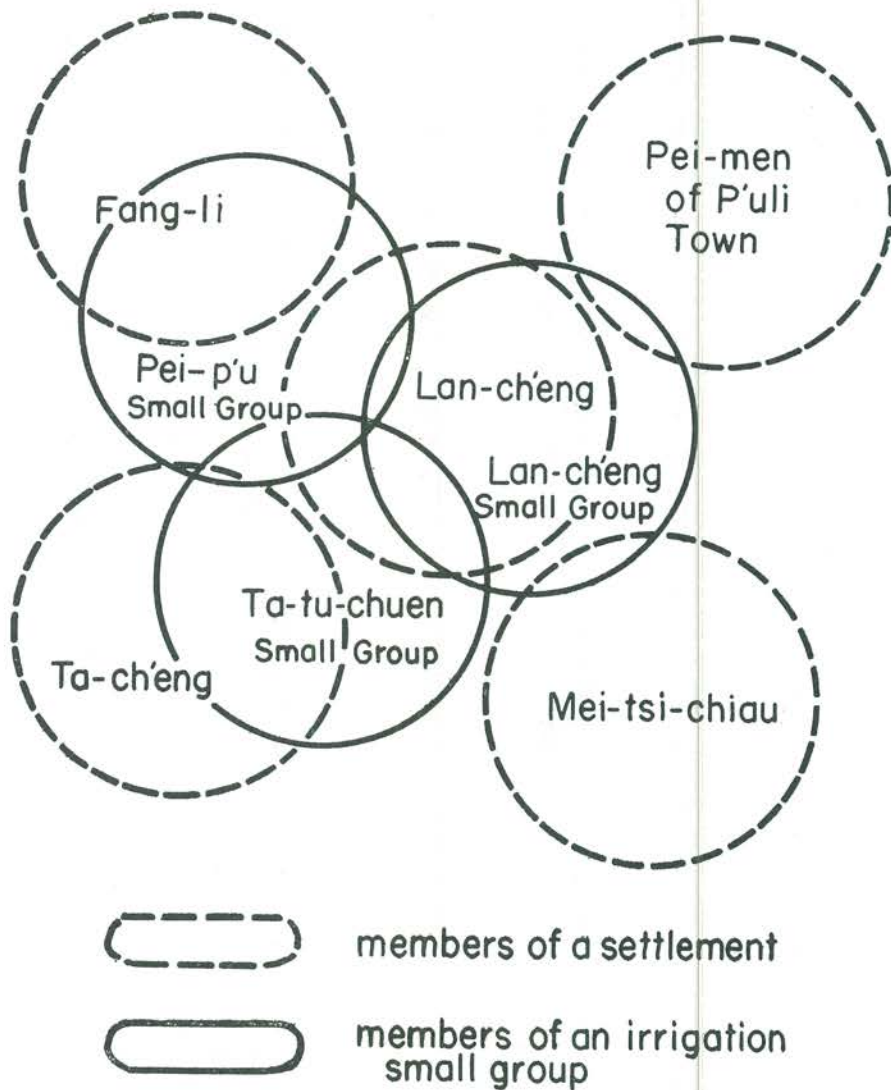 Fang-li
Pei-men
of P'uli
Town
Pei-p'u
Small Group
Lan-ch'eng
Lan-ch'eng
Small Group
Ta-tu-chuen
Small Group
Ta-ch'eng
Mei-tsi-chiau
members of a settlement
members of an irrigation
small group